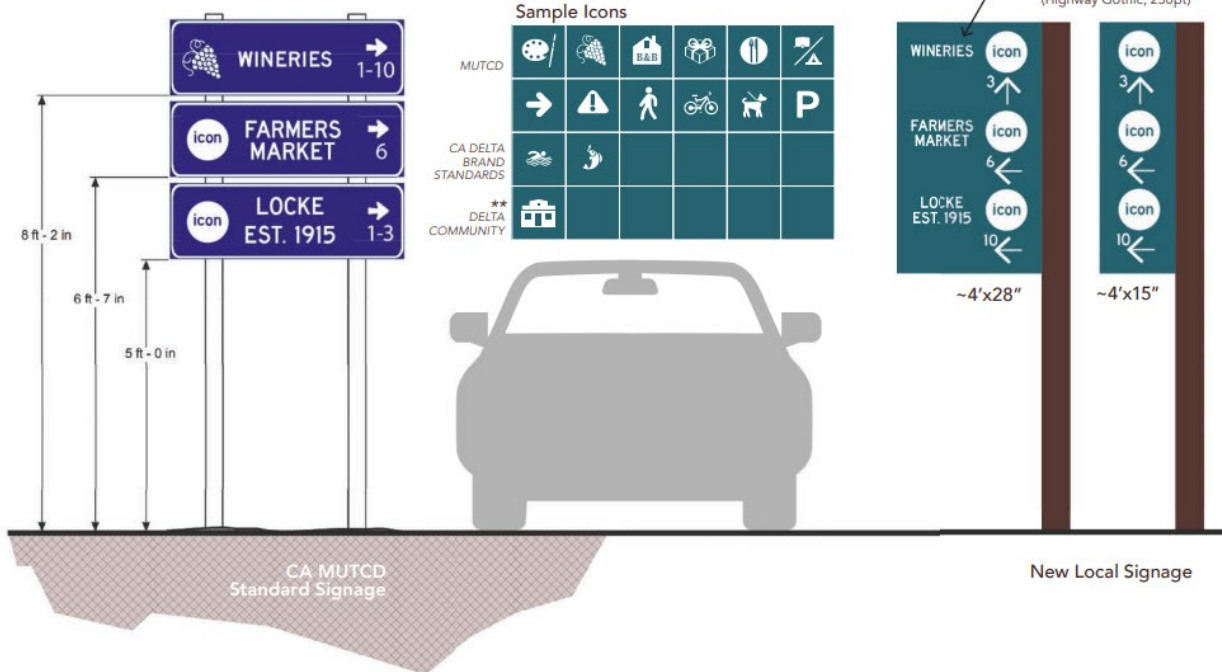 WINERIES
1-10
FARMERS
MARKET
6
icon
LOCKE
EST. 1915
1-3
icon
8 ft - 2 in
6 ft - 7 in
5 ft - 0 in
CA MUTCD
Standard Signage
Sample Icons
MUTCD
B&B
P
CA DELTA
BRAND
STANDARDS
**
DELTA
COMMUNITY
(Highway Gothic, 250pt)
WINERIES
icon
3
FARMERS
MARKET
icon
6
LOCKE
EST. 1915
icon
10
~4'x28"
icon
3
icon
6
icon
10
~4'x15"
New Local Signage